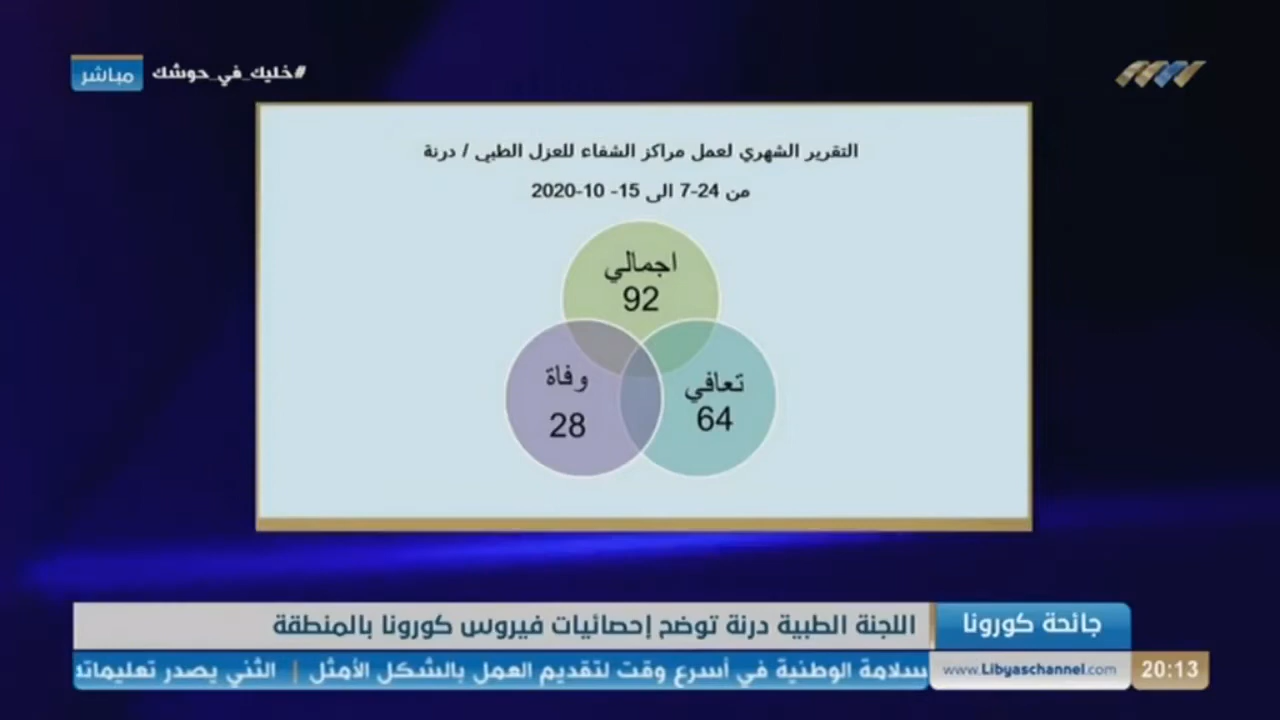 #خليك_في_حوشك
مباشر
التقرير الشهري لعمل مراكز الشفاء للعزل الطبي / درنة
من 24-7 الى 15- 10-2020
اجمالي
92
تعافي
64
وفاة
28
جائحة كورونا
اللجنة الطبية درنة توضح إحصائيات فيروس كورونا بالمنطقة
20:13
www.Libyaschannel.com
سلامة الوطنية في أسرع وقت لتقديم العمل بالشكل الأمثل | الثني يصدر تعليماته